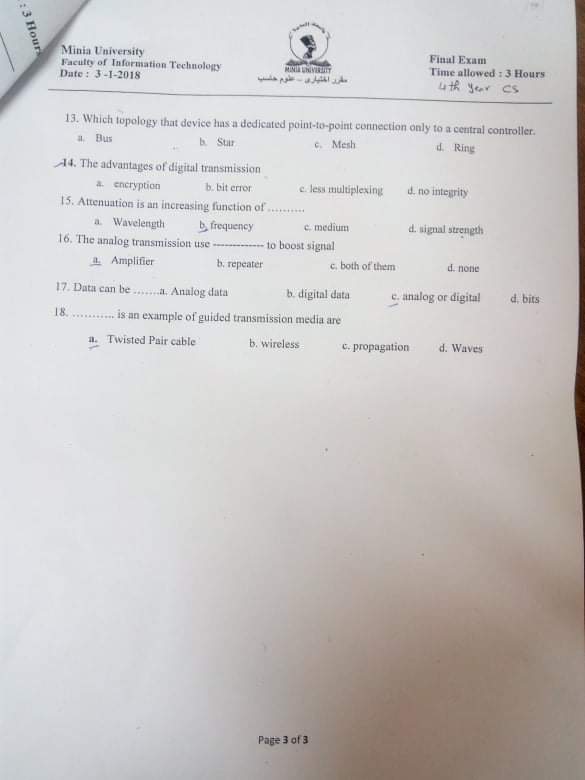 : 3 Hour
Minia University
Faculty of Information Technology
Date : 3 -1-2018
MINIA UNIVERSITY
مقرر اختيارى - علوم حاسب
Final Exam
Time allowed : 3 Hours
4th Year CS
13. Which topology that device has a dedicated point-to-point connection only to a central controller.
a. Bus b. Star c. Mesh d. Ring
14. The advantages of digital transmission
a. encryption b. bit error c. less multiplexing d. no integrity
15. Attenuation is an increasing function of ..........
a. Wavelength b. frequency c. medium d. signal strength
16. The analog transmission use ------------- to boost signal
a. Amplifier b. repeater c. both of them d. none
17. Data can be .......a. Analog data b. digital data c. analog or digital d. bits
18. ........... is an example of guided transmission media are
a. Twisted Pair cable b. wireless c. propagation d. Waves
Page 3 of 3